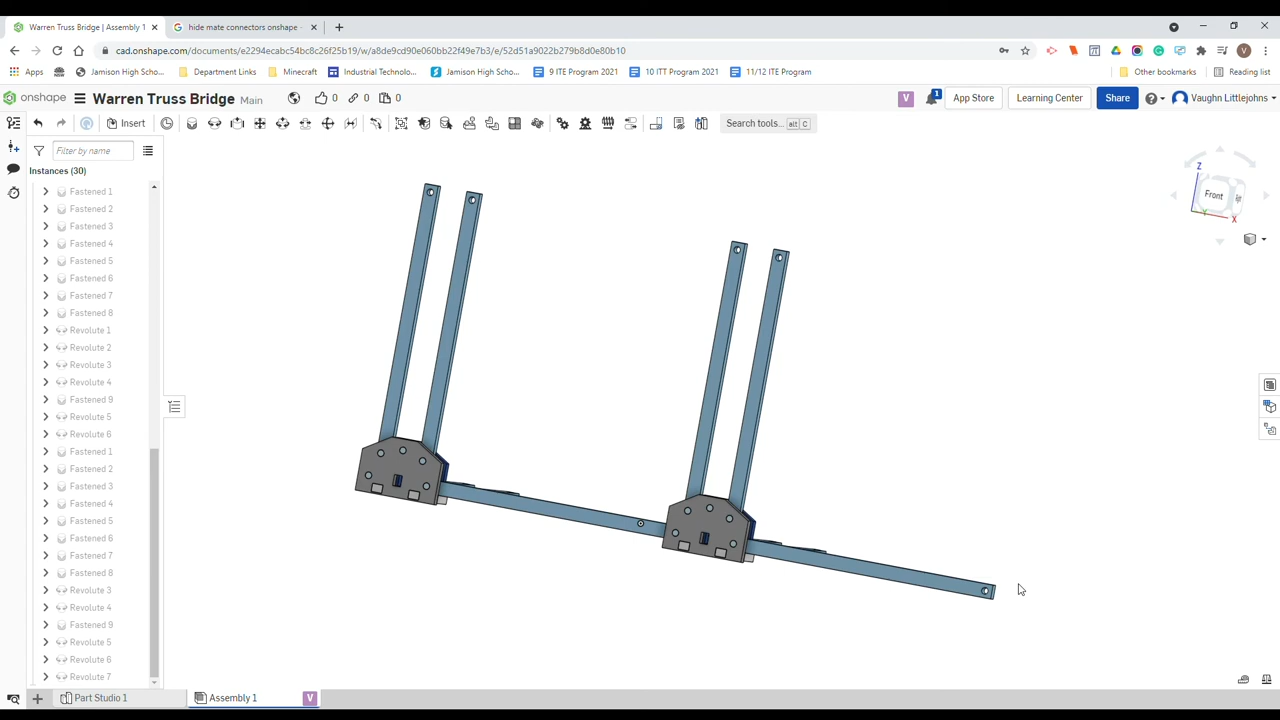 Warren Truss Bridge | Assembly 1
hide mate connectors onshape -
cad.onshape.com/documents/e2294ecabc54bc8c26f25b19/w/a8de9cd90e060bb22f49e7b3/e/52d51a9022b279b8d0e80b10
Apps Jamison High Scho... Department Links Minecraft Industrial Technolo... Jamison High Scho... 9 ITE Program 2021 10 ITT Program 2021 11/12 ITE Program Other bookmarks Reading list
onshape Warren Truss Bridge Main 0 0 0 V 1 App Store Learning Center Share Vaughn Littlejohns
Insert Search tools... alt C
Filter by name
Instances (30)
Fastened 1
Fastened 2
Fastened 3
Fastened 4
Fastened 5
Fastened 6
Fastened 7
Fastened 8
Revolute 1
Revolute 2
Revolute 3
Revolute 4
Fastened 9
Revolute 5
Revolute 6
Fastened 1
Fastened 2
Fastened 3
Fastened 4
Fastened 5
Fastened 6
Fastened 7
Fastened 8
Revolute 3
Revolute 4
Fastened 9
Revolute 5
Revolute 6
Revolute 7
Z
Front
Y X
Part Studio 1 Assembly 1 V